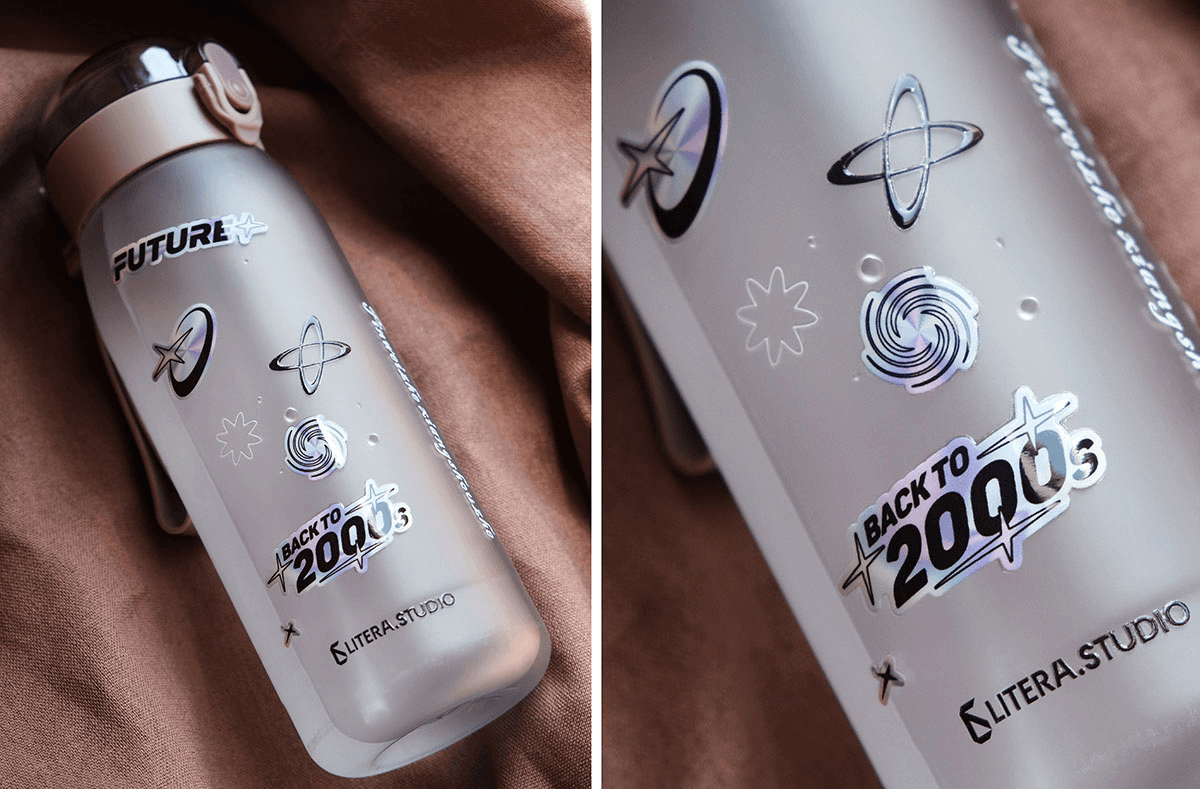 FUTURE
BACK TO
2000s
LITERA.STUDIO
BACK TO
2000s
LITERA.STUDIO